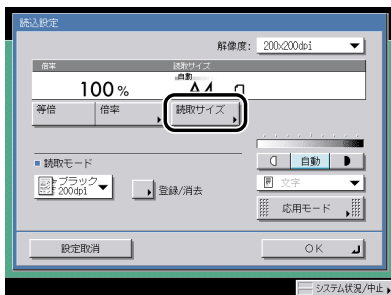 読込設定
解像度: 200×200dpi
倍率 読取サイズ
自動
100% A4
等倍 倍率 読取サイズ
自動
■ 読取モード
ブラック
200dpi
登録/消去
文字
応用モード
設定取消 OK
システム状況/中止